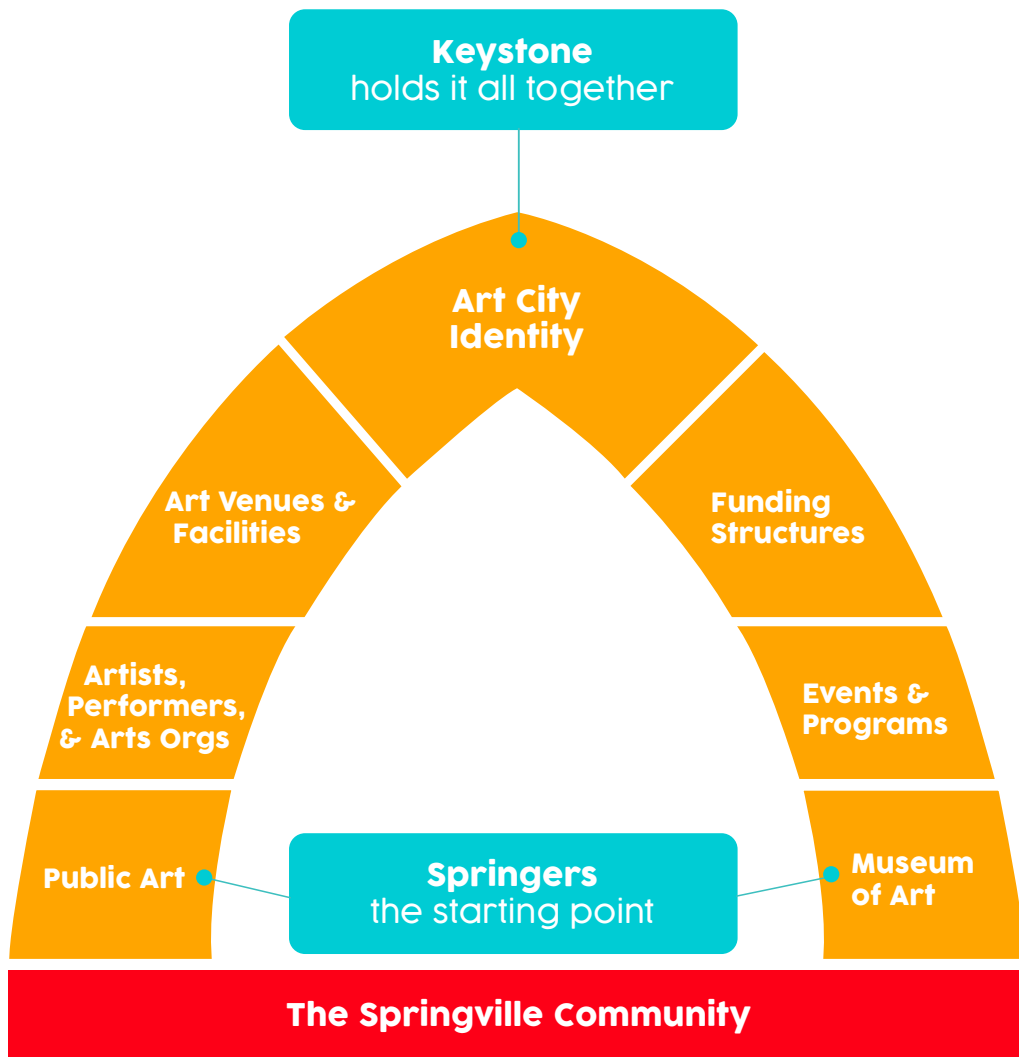 Keystone
holds it all together
Art City
Identity
Art Venues &
Facilities
Funding
Structures
Artists,
Performers,
& Arts Orgs
Events &
Programs
Public Art
Springers
the starting point
Museum
of Art
The Springville Community